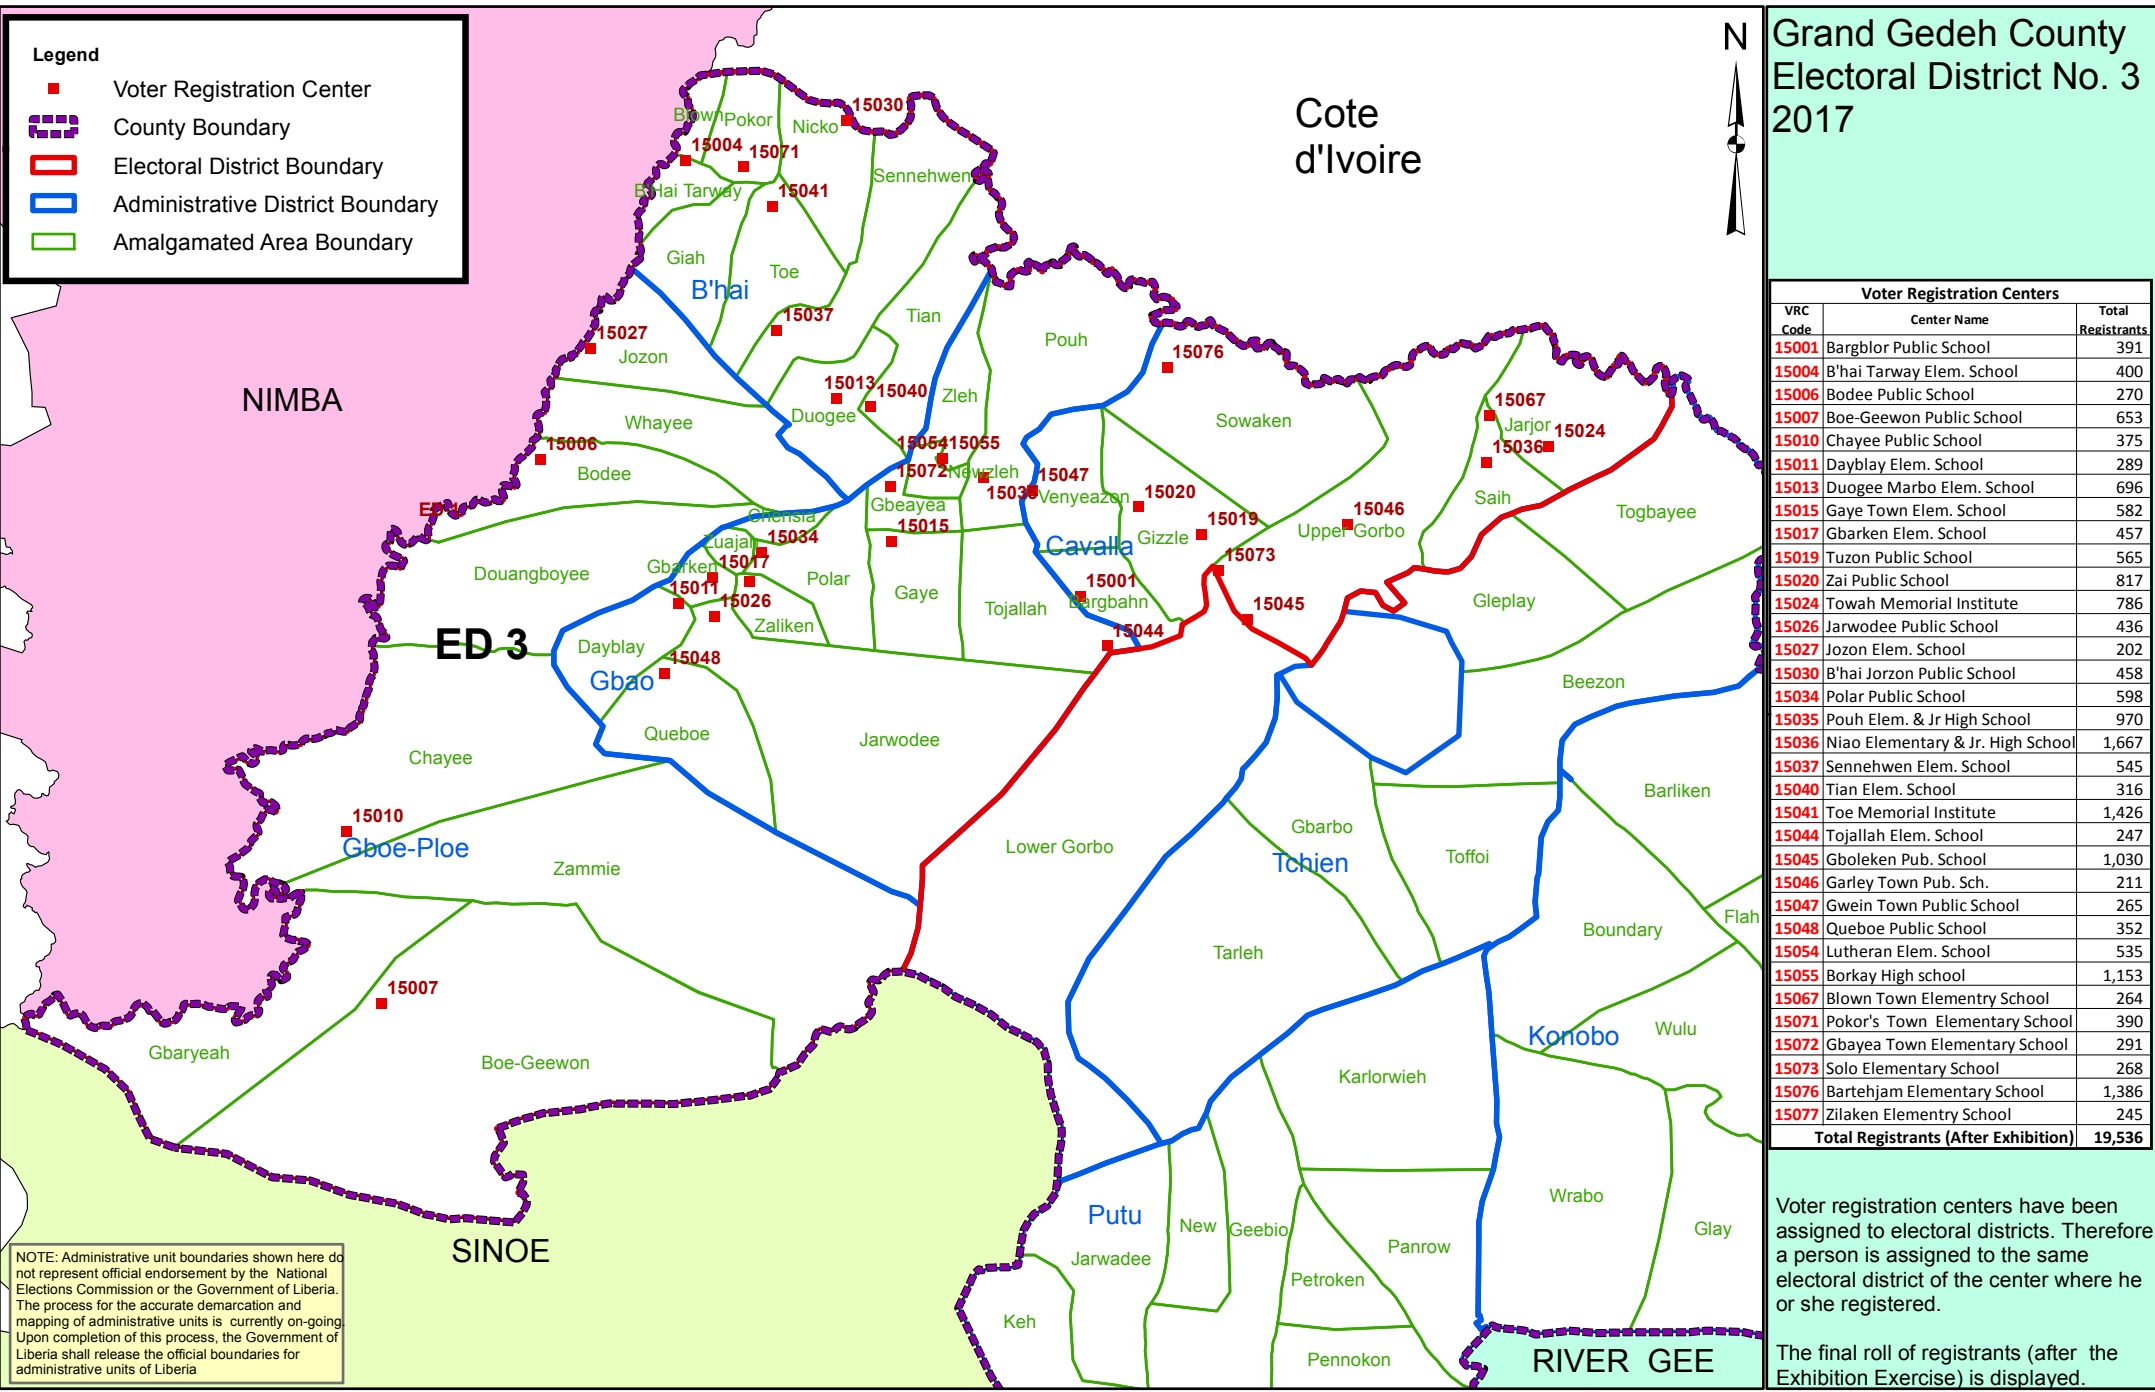 Legend
Voter Registration Center
County Boundary
Electoral District Boundary
Administrative District Boundary
Amalgamated Area Boundary
N
Cote
d'Ivoire
NIMBA
SINOE
RIVER GEE
ED 3
15030
Blown
Pokor
Nicko
15004
15071
B'Hai Tarway
15041
Sennehwen
Giah
Toe
B'hai
15037
Tian
15027
Jozon
Pouh
15076
15013
15040
Zleh
Duogee
Whayee
Sowaken
15067
Jarjor
15024
15006
15054
15055
15036
Bodee
15072
Newzleh
15047
15035
Venyeazon
15020
Saih
Gbeayea
15046
Togbayee
Ghensla
15019
Upper Gorbo
15015
Zuajah
15034
Cavalla
Gizzle
15073
Gbarken
15017
Douangboyee
Polar
15001
15011
Gaye
Bargbahn
Gleplay
15026
Tojallah
15045
Zaliken
15044
Dayblay
15048
Gbao
Beezon
Queboe
Jarwodee
Chayee
Barliken
15010
Gboe-Ploe
Lower Gorbo
Gbarbo
Toffoi
Zammie
Tchien
Flah
Boundary
Tarleh
15007
Wulu
Konobo
Gbaryeah
Boe-Geewon
Karlorwieh
Wrabo
Putu
New
Geebio
Glay
Jarwadee
Panrow
Petroken
Keh
Pennokon
NOTE: Administrative unit boundaries shown here do
not represent official endorsement by the National
Elections Commission or the Government of Liberia.
The process for the accurate demarcation and
mapping of administrative units is currently on-going.
Upon completion of this process, the Government of
Liberia shall release the official boundaries for
administrative units of Liberia
Grand Gedeh County
Electoral District No. 3
2017
Voter Registration Centers
VRC Code Center Name Total Registrants
15001 Bargblor Public School 391
15004 B'hai Tarway Elem. School 400
15006 Bodee Public School 270
15007 Boe-Geewon Public School 653
15010 Chayee Public School 375
15011 Dayblay Elem. School 289
15013 Duogee Marbo Elem. School 696
15015 Gaye Town Elem. School 582
15017 Gbarken Elem. School 457
15019 Tuzon Public School 565
15020 Zai Public School 817
15024 Towah Memorial Institute 786
15026 Jarwodee Public School 436
15027 Jozon Elem. School 202
15030 B'hai Jorzon Public School 458
15034 Polar Public School 598
15035 Pouh Elem. & Jr High School 970
15036 Niao Elementary & Jr. High School 1,667
15037 Sennehwen Elem. School 545
15040 Tian Elem. School 316
15041 Toe Memorial Institute 1,426
15044 Tojallah Elem. School 247
15045 Gboleken Pub. School 1,030
15046 Garley Town Pub. Sch. 211
15047 Gwein Town Public School 265
15048 Queboe Public School 352
15054 Lutheran Elem. School 535
15055 Borkay High school 1,153
15067 Blown Town Elementry School 264
15071 Pokor's Town Elementary School 390
15072 Gbayea Town Elementary School 291
15073 Solo Elementary School 268
15076 Bartehjam Elementary School 1,386
15077 Zilaken Elementry School 245
Total Registrants (After Exhibition) 19,536
Voter registration centers have been
assigned to electoral districts. Therefore
a person is assigned to the same
electoral district of the center where he
or she registered.
The final roll of registrants (after the
Exhibition Exercise) is displayed.